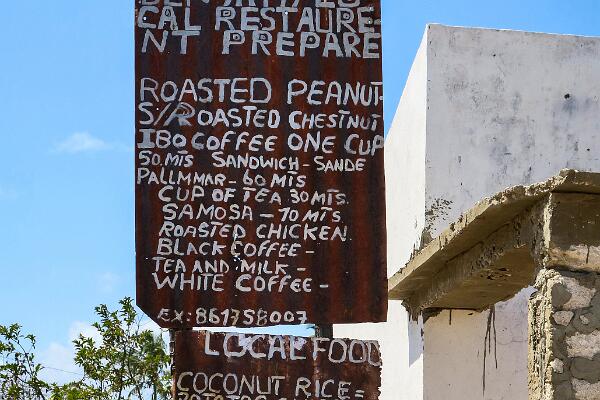 CAL RESTAURE-
NT PREPARE
ROASTED PEANUT-
S/ROASTED CHESTNUT
IBO COFFEE ONE CUP
50 MTS SANDWICH - SANDE
PALLMMAR - 60 MTS
CUP OF TEA 30 MTS.
SAMOSA - 10 MTS
ROASTED CHICKEN
BLACK COFFEE -
TEA AND MILK -
WHITE COFFEE -
EX: 861758007
LOCAL FOOD
COCONUT RICE =